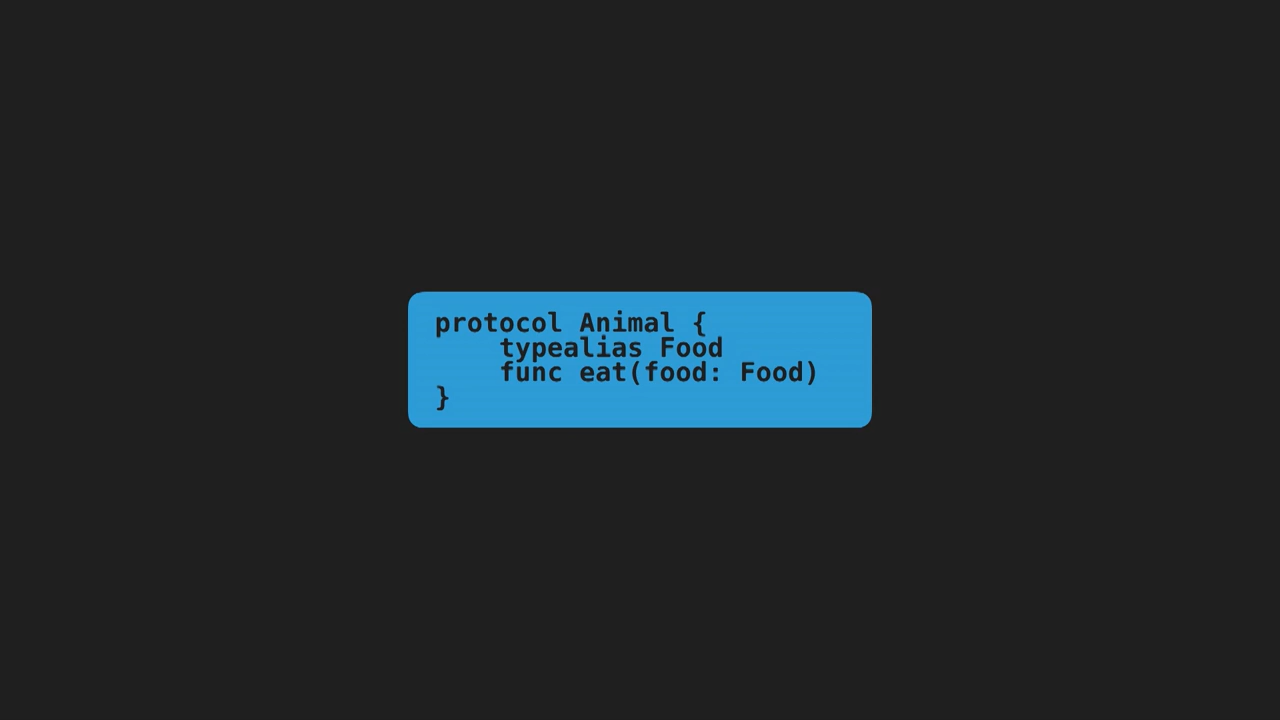 protocol Animal {
    typealias Food
    func eat(food: Food)
}